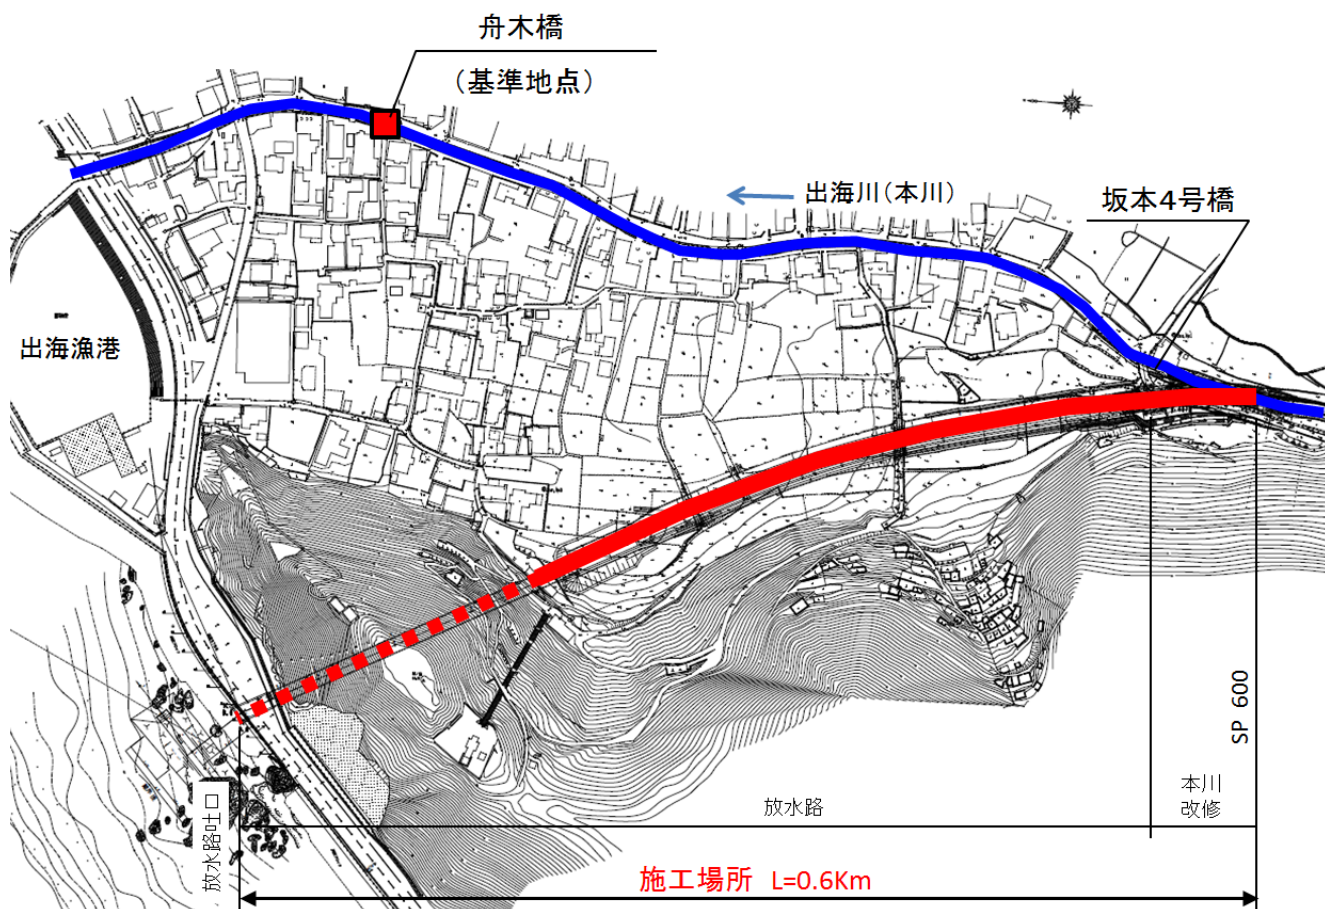 舟木橋
（基準地点）
出海川（本川）
坂本４号橋
出海漁港
SP 600
本川
改修
放水路
放水路吐口
施工場所 L=0.6Km